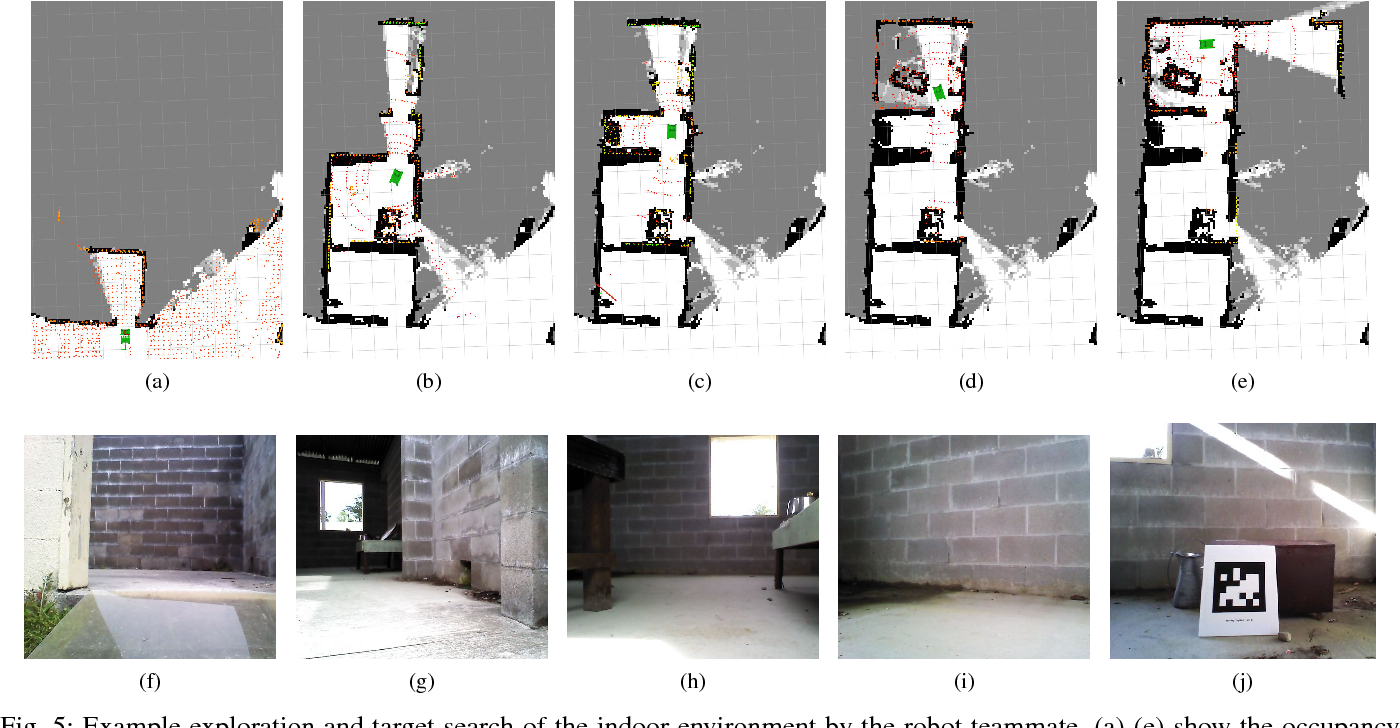 (a) (b) (c) (d) (e)
(f) (g) (h) (i) (j)
Fig. 5: Example exploration and target search of the indoor environment by the robot teammate. (a)-(e) show the occupancy